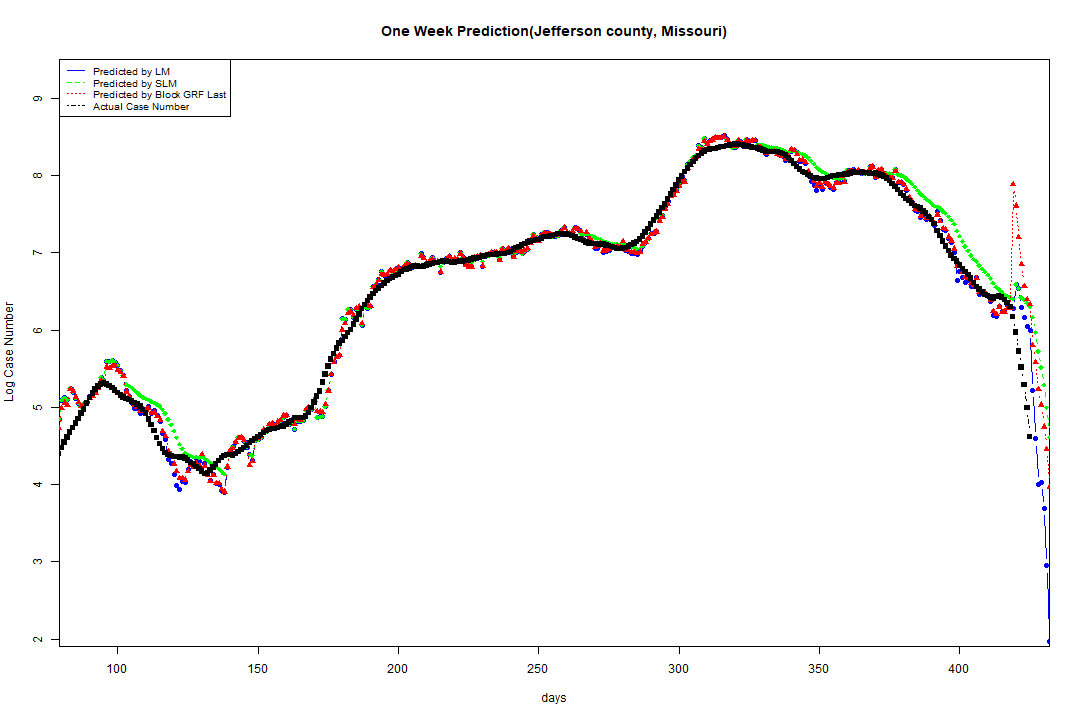 One Week Prediction(Jefferson county, Missouri)
Predicted by LM
Predicted by SLM
Predicted by Block GRF Last
Actual Case Number
9
8
7
6
5
4
3
2
Log Case Number
100 150 200 250 300 350 400
days